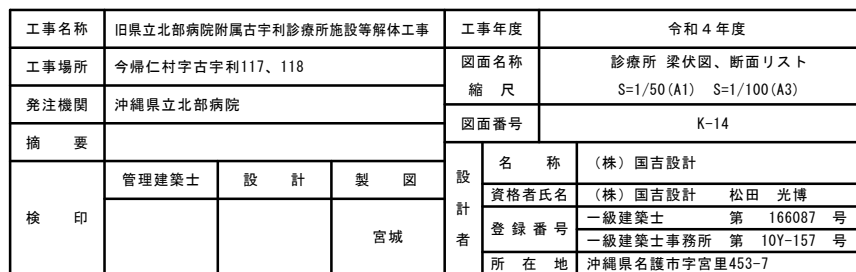 工事名称 旧県立北部病院附属古宇利診療所施設等解体工事 工事年度 令和４年度
工事場所 今帰仁村字古宇利117、118 図面名称 診療所 梁伏図、断面リスト
縮 尺 S=1/50(A1) S=1/100(A3)
発注機関 沖縄県立北部病院
図面番号 K-14
摘 要
設計者 名 称 (株)国吉設計
管理建築士 設 計 製 図
資格者氏名 (株)国吉設計 松田 光博
検 印 宮城
登録番号 一級建築士 第 166087 号
一級建築士事務所 第 10Y-157 号
所 在 地 沖縄県名護市字宮里453-7